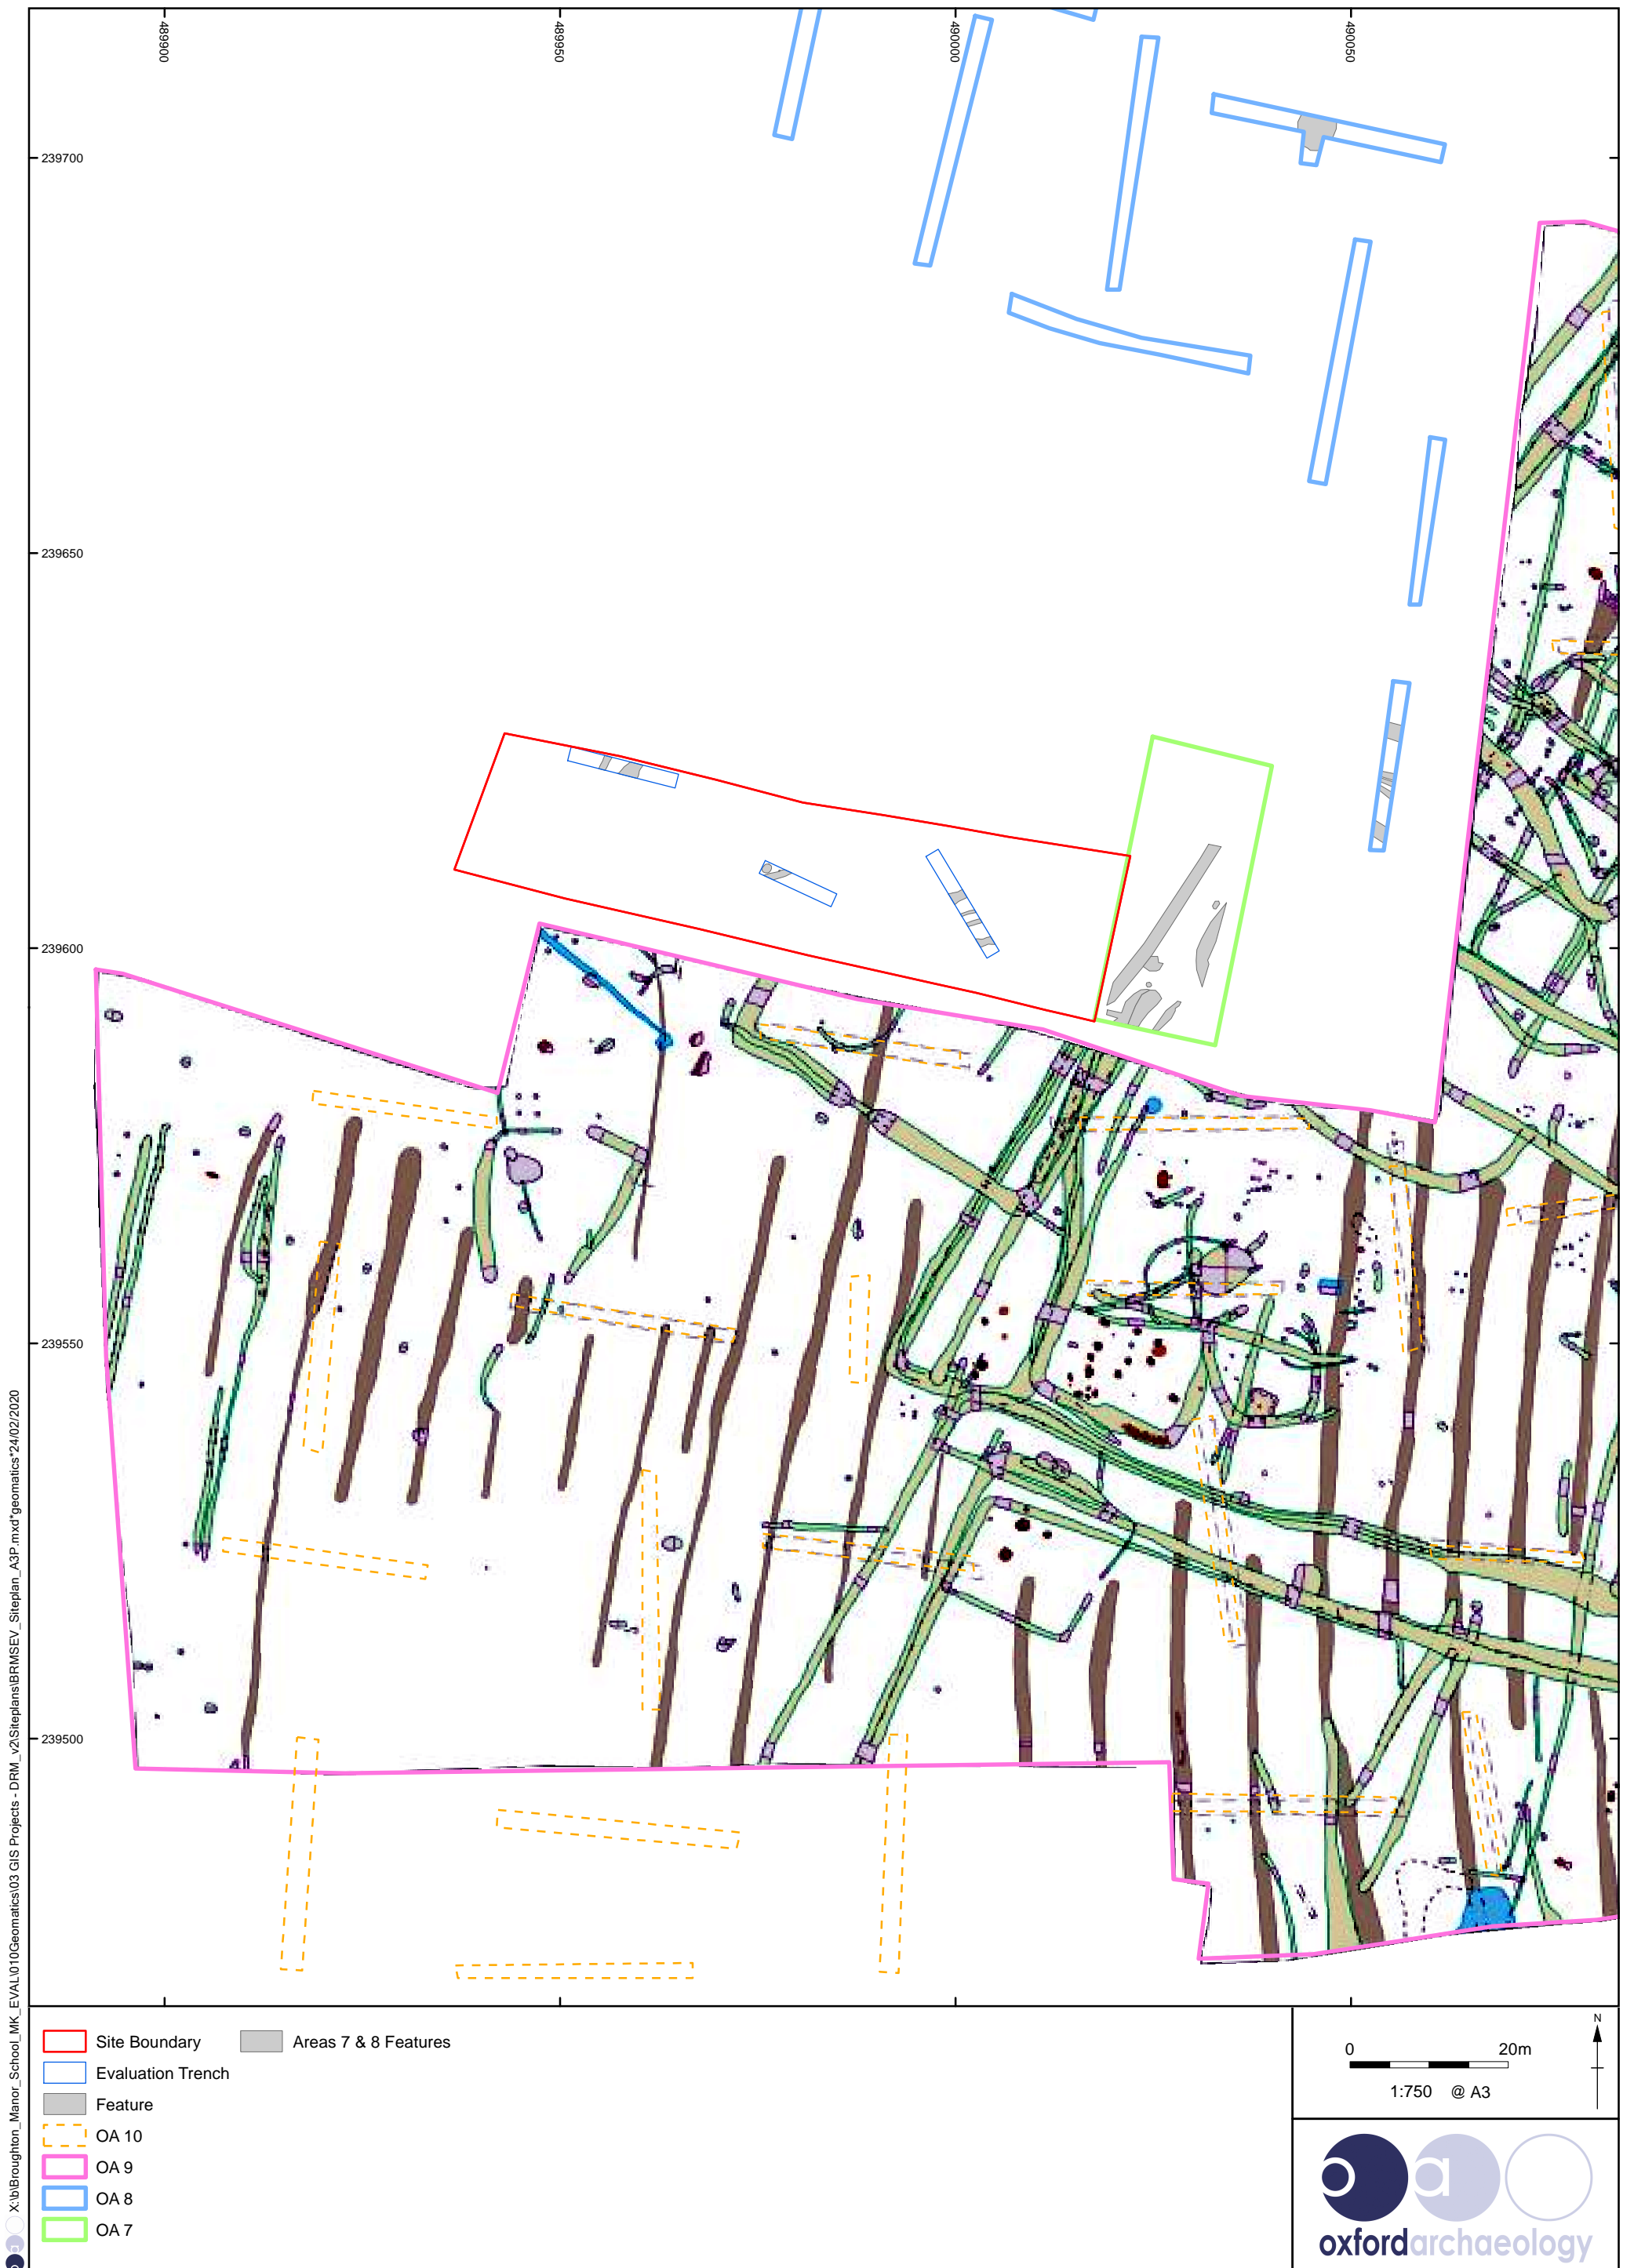 489900
489950
490000
490050
239700
239650
239600
239550
239500
X:\b\Broughton_Manor_School_MK_EVAL\010Geomatics\03 GIS Projects - DRM_v2\Siteplans\BRMSEV_Siteplan_A3P.mxd*geomatics*24/02/2020
Site Boundary
Areas 7 & 8 Features
Evaluation Trench
Feature
OA 10
OA 9
OA 8
OA 7
N
0 20m
1:750 @ A3
oa
oxfordarchaeology